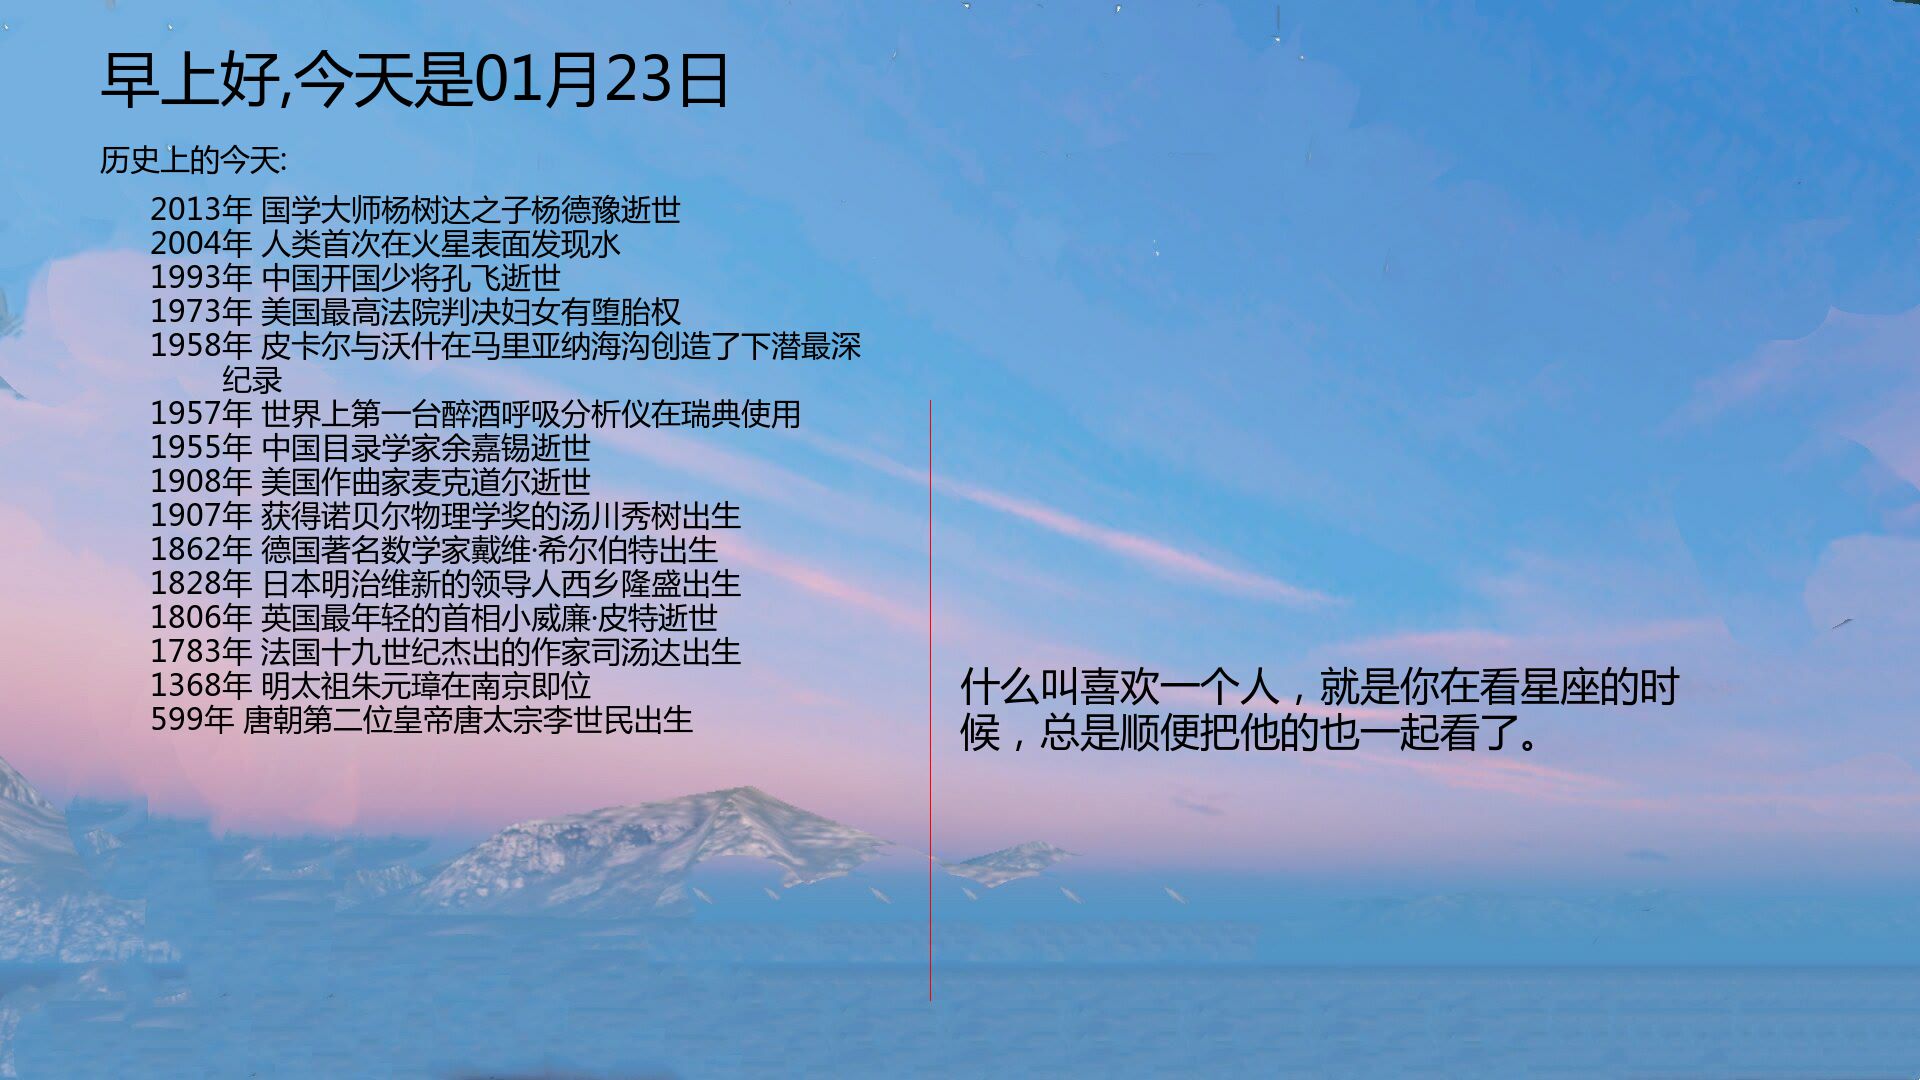 早上好,今天是01月23日
历史上的今天:
2013年 国学大师杨树达之子杨德豫逝世
2004年 人类首次在火星表面发现水
1993年 中国开国少将孔飞逝世
1973年 美国最高法院判决妇女有堕胎权
1958年 皮卡尔与沃什在马里亚纳海沟创造了下潜最深
纪录
1957年 世界上第一台醉酒呼吸分析仪在瑞典使用
1955年 中国目录学家余嘉锡逝世
1908年 美国作曲家麦克道尔逝世
1907年 获得诺贝尔物理学奖的汤川秀树出生
1862年 德国著名数学家戴维·希尔伯特出生
1828年 日本明治维新的领导人西乡隆盛出生
1806年 英国最年轻的首相小威廉·皮特逝世
1783年 法国十九世纪杰出的作家司汤达出生
1368年 明太祖朱元璋在南京即位
599年 唐朝第二位皇帝唐太宗李世民出生
什么叫喜欢一个人，就是你在看星座的时
候，总是顺便把他的也一起看了。